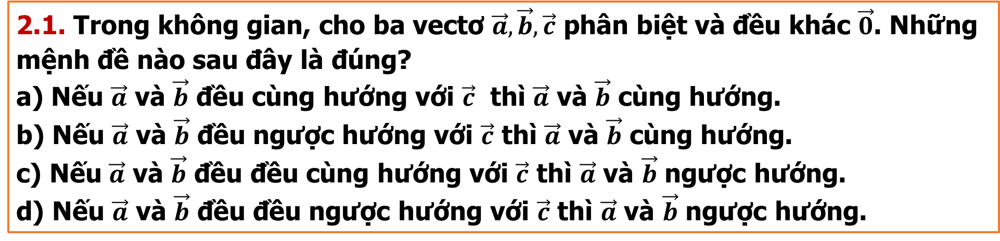 2.1. Trong không gian, cho ba vectơ \vec{a}, \vec{b}, \vec{c} phân biệt và đều khác \vec{0}. Những
mệnh đề nào sau đây là đúng?
a) Nếu \vec{a} và \vec{b} đều cùng hướng với \vec{c} thì \vec{a} và \vec{b} cùng hướng.
b) Nếu \vec{a} và \vec{b} đều ngược hướng với \vec{c} thì \vec{a} và \vec{b} cùng hướng.
c) Nếu \vec{a} và \vec{b} đều đều cùng hướng với \vec{c} thì \vec{a} và \vec{b} ngược hướng.
d) Nếu \vec{a} và \vec{b} đều đều ngược hướng với \vec{c} thì \vec{a} và \vec{b} ngược hướng.